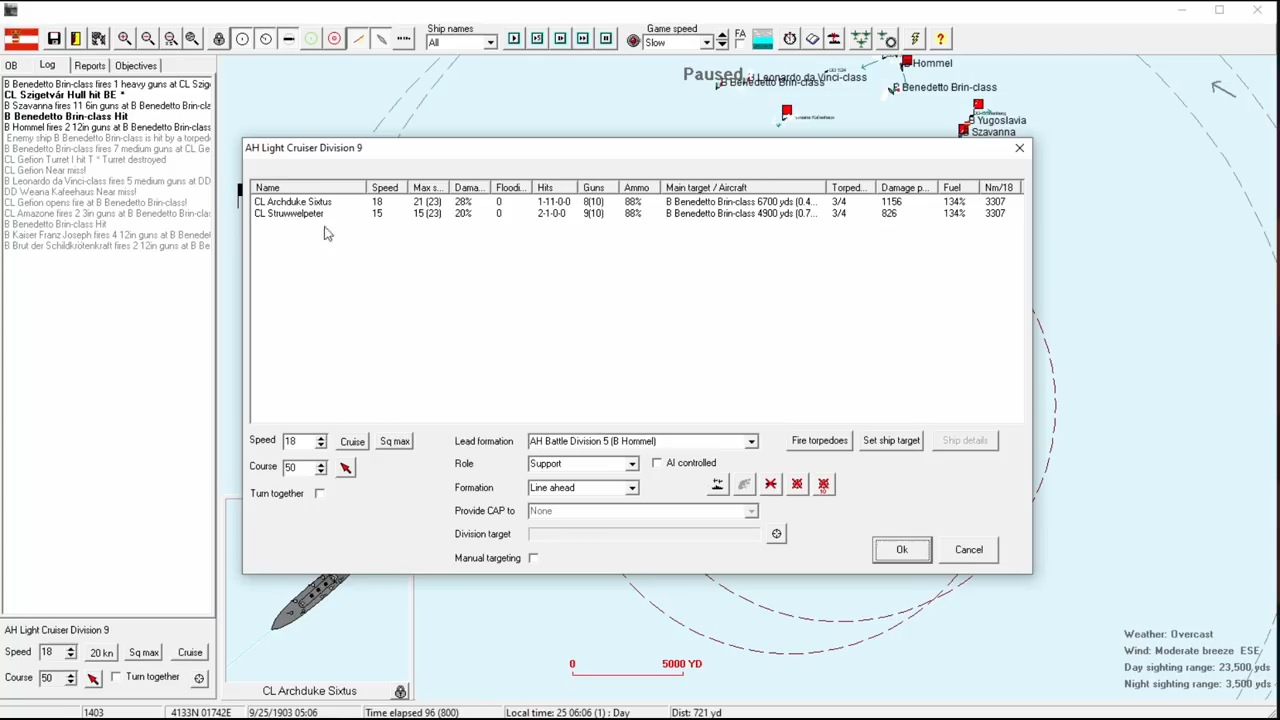 Ship names
All
Game speed
Slow
FA
OB
Log
Reports
Objectives
B Benedetto Brin-class fires 1 heavy guns at CL Szig
CL Szigetvár Hull hit BE *
B Szavanna fires 11 6in guns at B Benedetto Brin-cla
B Benedetto Brin-class Hit
B Hommel fires 2 12in guns at B Benedetto Brin-class
Enemy ship B Benedetto Brin-class is hit by a torped
B Benedetto Brin-class fires 7 medium guns at CL Ge
CL Gefion Turret I hit T * Turret destroyed
CL Gefion Near miss!
B Leonardo da Vinci-class fires 5 medium guns at DD
DD Weana Kafeehaus Near miss!
CL Gefion opens fire at B Benedetto Brin-class!
CL Amazone fires 2 3in guns at B Benedetto Brin-cla
B Benedetto Brin-class Hit
B Kaiser Franz Joseph fires 4 12in guns at B Benedet
B Brut der Schildkrötenkraft fires 2 12in guns at B Be
Paused
B Leonardo da Vinci-class
B Benedetto Brin-class
B Hommel
B Benedetto Brin-class
B Yugoslavia
Szavanna
AH Light Cruiser Division 9
Name Speed Max s... Dama... Floodi... Hits Guns Ammo Main target / Aircraft Torped... Damage p... Fuel Nm/18
CL Archduke Sixtus 18 21 (23) 28% 0 1-11-0-0 8(10) 88% B Benedetto Brin-class 6700 yds (0.4... 3/4 1156 134% 3307
CL Struwwelpeter 15 15 (23) 20% 0 2-1-0-0 9(10) 88% B Benedetto Brin-class 4900 yds (0.7... 3/4 826 134% 3307
Speed 18 Cruise Sq max
Course 50
Turn together
Lead formation AH Battle Division 5 (B Hommel)
Role Support AI controlled
Formation Line ahead
Provide CAP to None
Division target
Manual targeting
Fire torpedoes
Set ship target
Ship details
Ok
Cancel
AH Light Cruiser Division 9
Speed 18 20 kn Sq max Cruise
Course 50 Turn together
CL Archduke Sixtus
0 5000 YD
Weather: Overcast
Wind: Moderate breeze ESE
Day sighting range: 23,500 yds
Night sighting range: 3,500 yds
1403 4133N 01742E 9/25/1903 05:06 Time elapsed 96 (800) Local time: 25 06:06 (1) : Day Dist: 721 yd